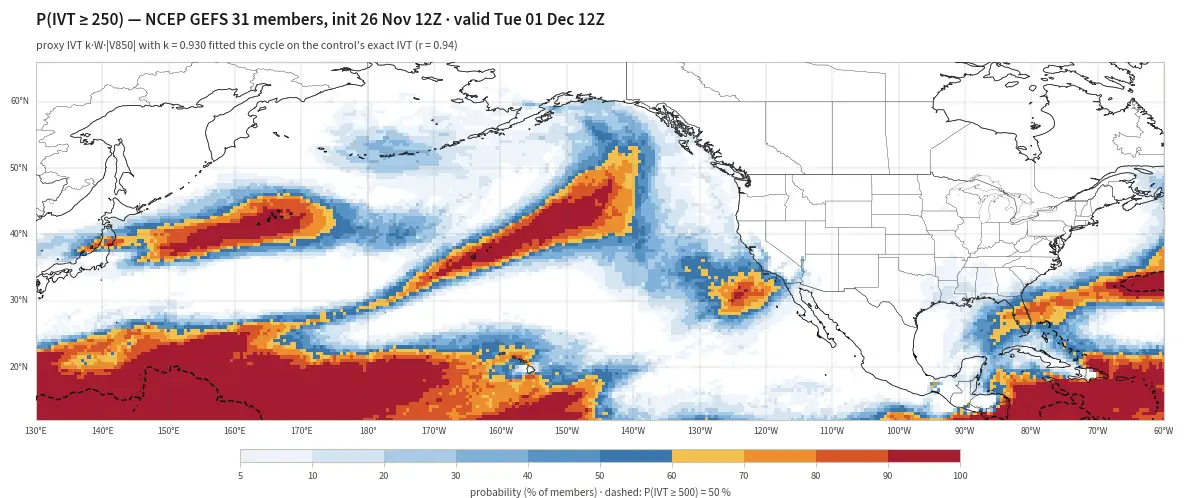 P(IVT ≥ 250) — NCEP GEFS 31 members, init 26 Nov 12Z · valid Tue 01 Dec 12Z
proxy IVT k·W·|V850| with k = 0.930 fitted this cycle on the control's exact IVT (r = 0.94)
60°N
50°N
40°N
30°N
20°N
130°E 140°E 150°E 160°E 170°E 180° 170°W 160°W 150°W 140°W 130°W 120°W 110°W 100°W 90°W 80°W 70°W 60°W
5 10 20 30 40 50 60 70 80 90 100
probability (% of members) · dashed: P(IVT ≥ 500) = 50 %